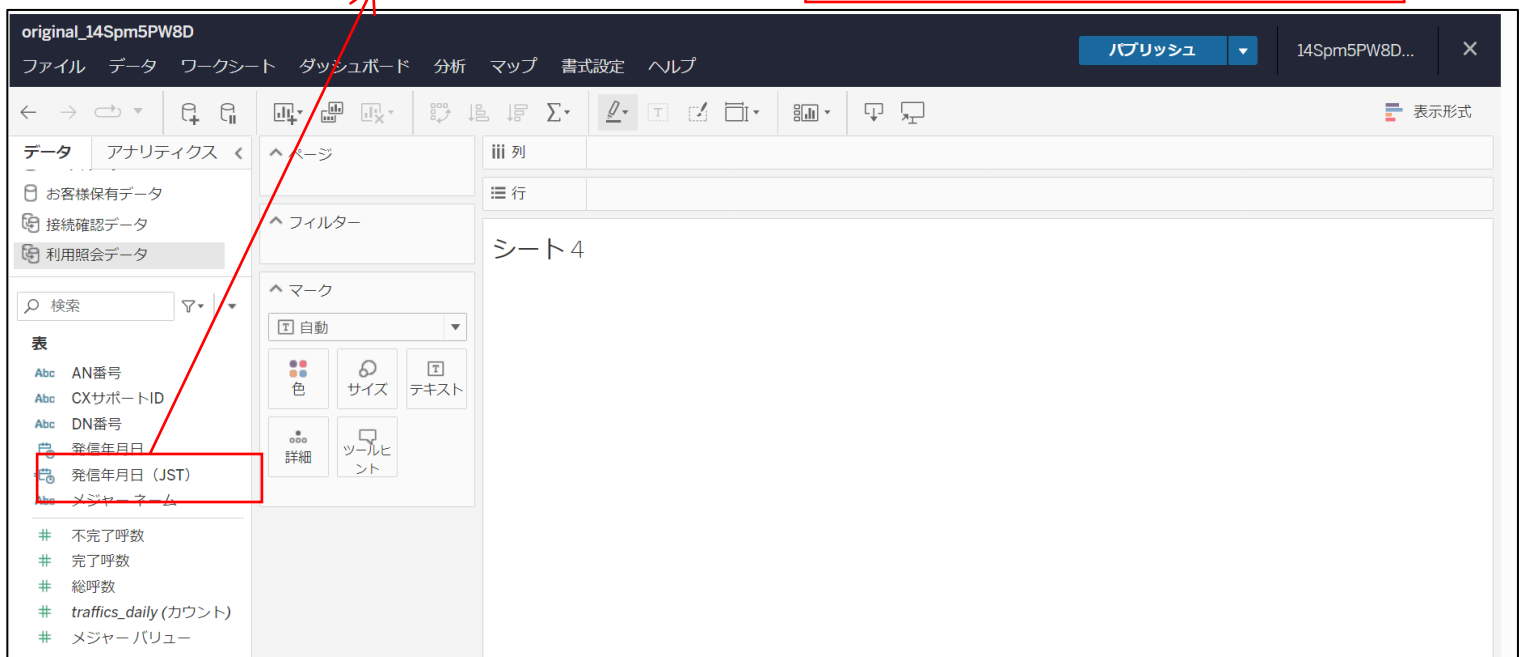 original_14Spm5PW8D
ファイル データ ワークシート ダッシュボード 分析 マップ 書式設定 ヘルプ
パブリッシュ
14Spm5PW8D...
表示形式
データ アナリティクス
お客様保有データ
接続確認データ
利用照会データ
検索
表
Abc AN番号
Abc CXサポートID
Abc DN番号
発信年月日
発信年月日（JST）
Abc メジャー ネーム
# 不完了呼数
# 完了呼数
# 総呼数
# traffics_daily (カウント)
# メジャー バリュー
ページ
フィルター
マーク
自動
色
サイズ
テキスト
詳細
ツールヒ
ント
列
行
シート 4